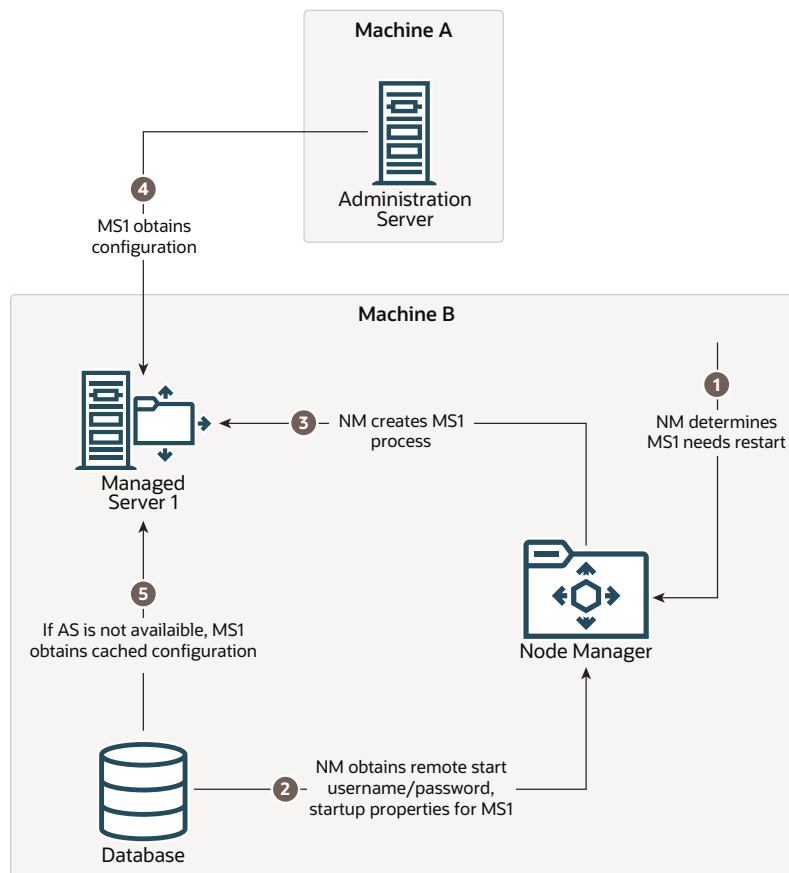 Machine A
Administration
Server
4
MS1 obtains
configuration
Machine B
1
NM determines
MS1 needs restart
3
NM creates MS1
process
Managed
Server 1
5
If AS is not availaible, MS1
obtains cached configuration
Node Manager
2
NM obtains remote start
username/password,
startup properties for MS1
Database